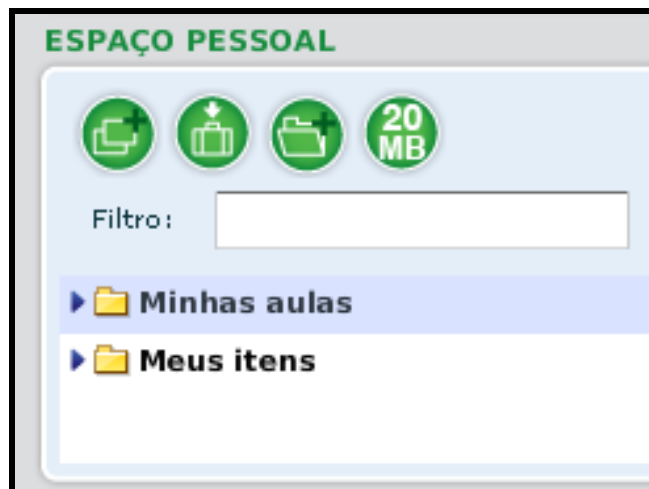 ESPAÇO PESSOAL
20
MB
Filtro:
Minhas aulas
Meus itens